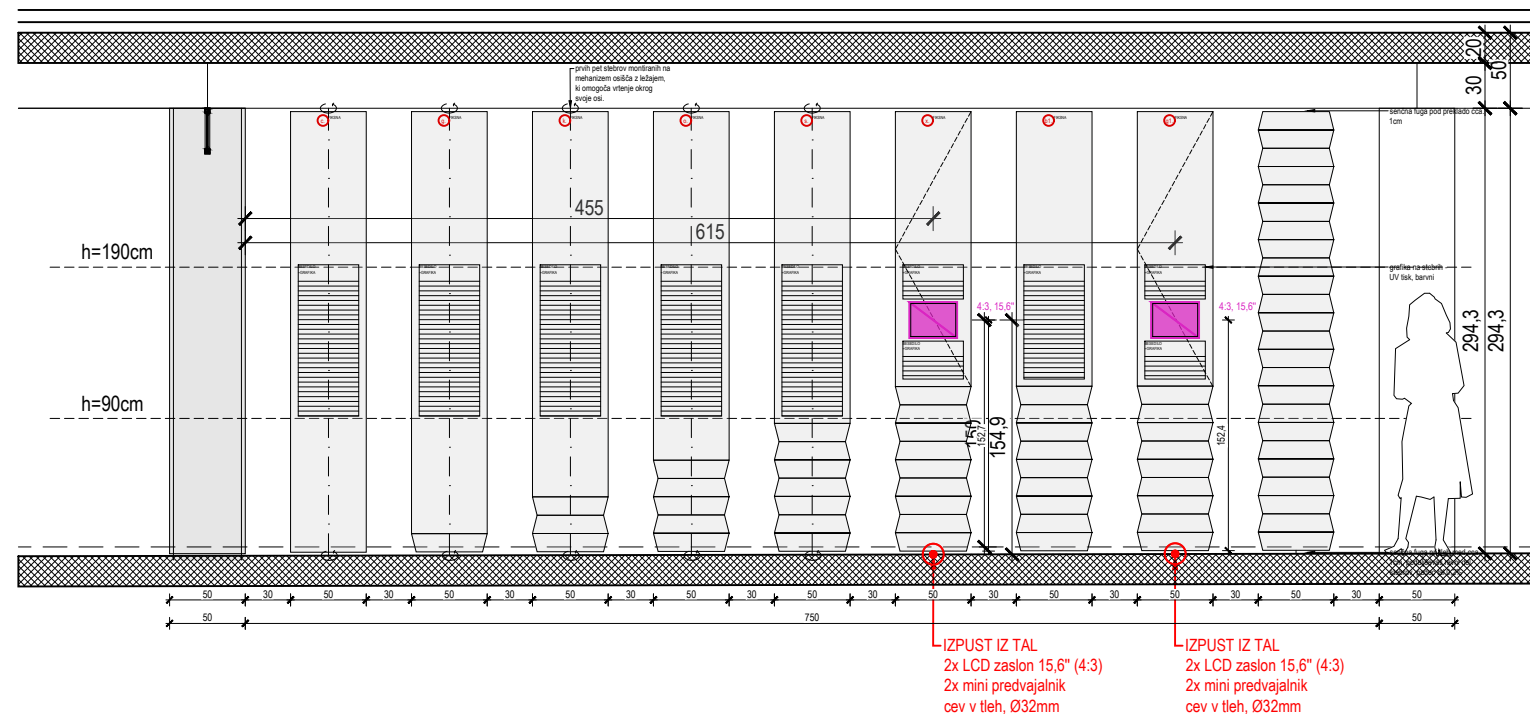 prvih pet stebrov montiranih na
mehanizem osišča z ležajem,
ki omogoča vrtenje okrog
svoje osi.
20
50
30
senčna fuga pod preklado cca.
1cm
455
615
h=190cm
grafika na stebrih
UV tisk, barvni
4:3, 15,6"
4:3, 15,6"
294,3
294,3
h=90cm
150
152,7
154,9
152,4
50 30 50 30 50 30 50 30 50 30 50 30 50 30 50 30 50 30 50 30 50
50 750 50
IZPUST IZ TAL
2x LCD zaslon 15,6" (4:3)
2x mini predvajalnik
cev v tleh, Ø32mm
IZPUST IZ TAL
2x LCD zaslon 15,6" (4:3)
2x mini predvajalnik
cev v tleh, Ø32mm